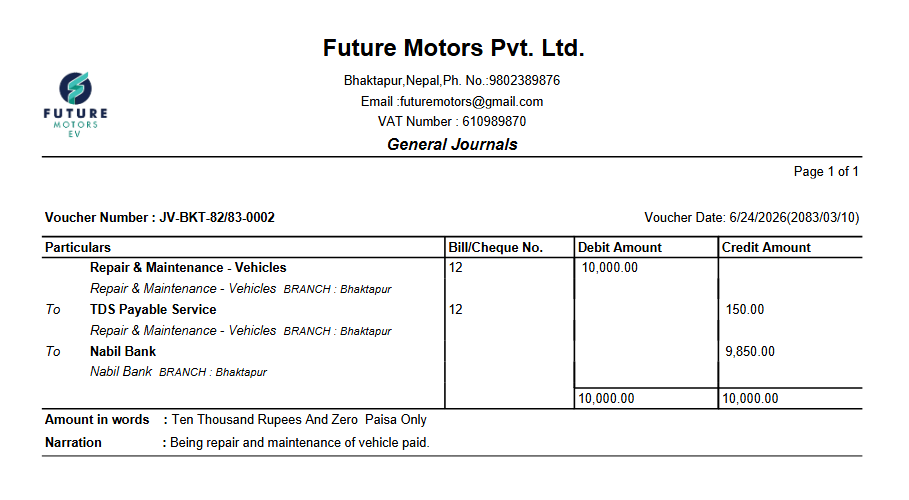 Future Motors Pvt. Ltd.
Bhaktapur,Nepal,Ph. No.:9802389876
Email :futuremotors@gmail.com
VAT Number : 610989870
General Journals
FUTURE
MOTORS
EV
Page 1 of 1
Voucher Number : JV-BKT-82/83-0002 Voucher Date: 6/24/2026(2083/03/10)
Particulars Bill/Cheque No. Debit Amount Credit Amount
Repair & Maintenance - Vehicles 12 10,000.00
Repair & Maintenance - Vehicles BRANCH : Bhaktapur
To TDS Payable Service 12 150.00
Repair & Maintenance - Vehicles BRANCH : Bhaktapur
To Nabil Bank 9,850.00
Nabil Bank BRANCH : Bhaktapur
10,000.00 10,000.00
Amount in words : Ten Thousand Rupees And Zero Paisa Only
Narration : Being repair and maintenance of vehicle paid.